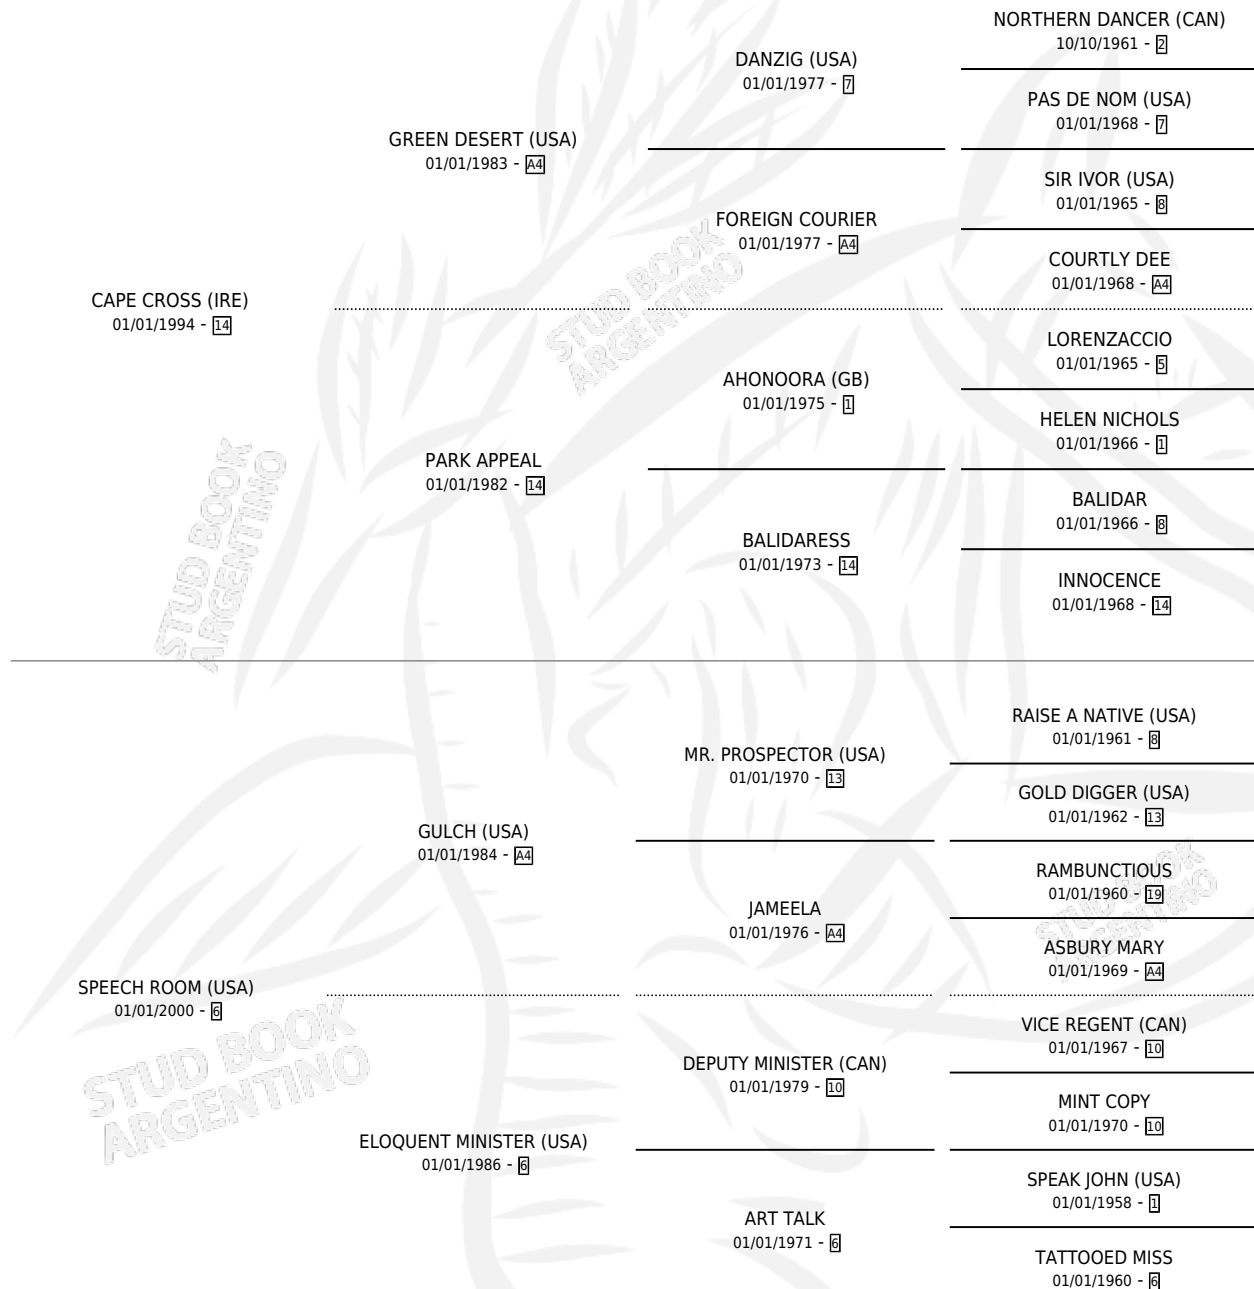 NORTHERN DANCER (CAN)
10/10/1961 - 2
DANZIG (USA)
01/01/1977 - 7
PAS DE NOM (USA)
01/01/1968 - 7
GREEN DESERT (USA)
01/01/1983 - A4
SIR IVOR (USA)
01/01/1965 - 8
FOREIGN COURIER
01/01/1977 - A4
COURTLY DEE
01/01/1968 - A4
CAPE CROSS (IRE)
01/01/1994 - 14
STUD BOOK
ARGENTINO
LORENZACCIO
01/01/1965 - 5
AHONOORA (GB)
01/01/1975 - 1
HELEN NICHOLS
01/01/1966 - 1
PARK APPEAL
01/01/1982 - 14
BALIDAR
01/01/1966 - 8
BALIDARESS
01/01/1973 - 14
INNOCENCE
01/01/1968 - 14
STUD BOOK
ARGENTINO
RAISE A NATIVE (USA)
01/01/1961 - 8
MR. PROSPECTOR (USA)
01/01/1970 - 13
GOLD DIGGER (USA)
01/01/1962 - 13
GULCH (USA)
01/01/1984 - A4
RAMBUNCTIOUS
01/01/1960 - 19
JAMEELA
01/01/1976 - A4
STUD BOOK
ARGENTINO
ASBURY MARY
01/01/1969 - A4
SPEECH ROOM (USA)
01/01/2000 - 6
STUD BOOK
ARGENTINO
VICE REGENT (CAN)
01/01/1967 - 10
DEPUTY MINISTER (CAN)
01/01/1979 - 10
MINT COPY
01/01/1970 - 10
ELOQUENT MINISTER (USA)
01/01/1986 - 6
SPEAK JOHN (USA)
01/01/1958 - 1
ART TALK
01/01/1971 - 6
TATTOOED MISS
01/01/1960 - 6